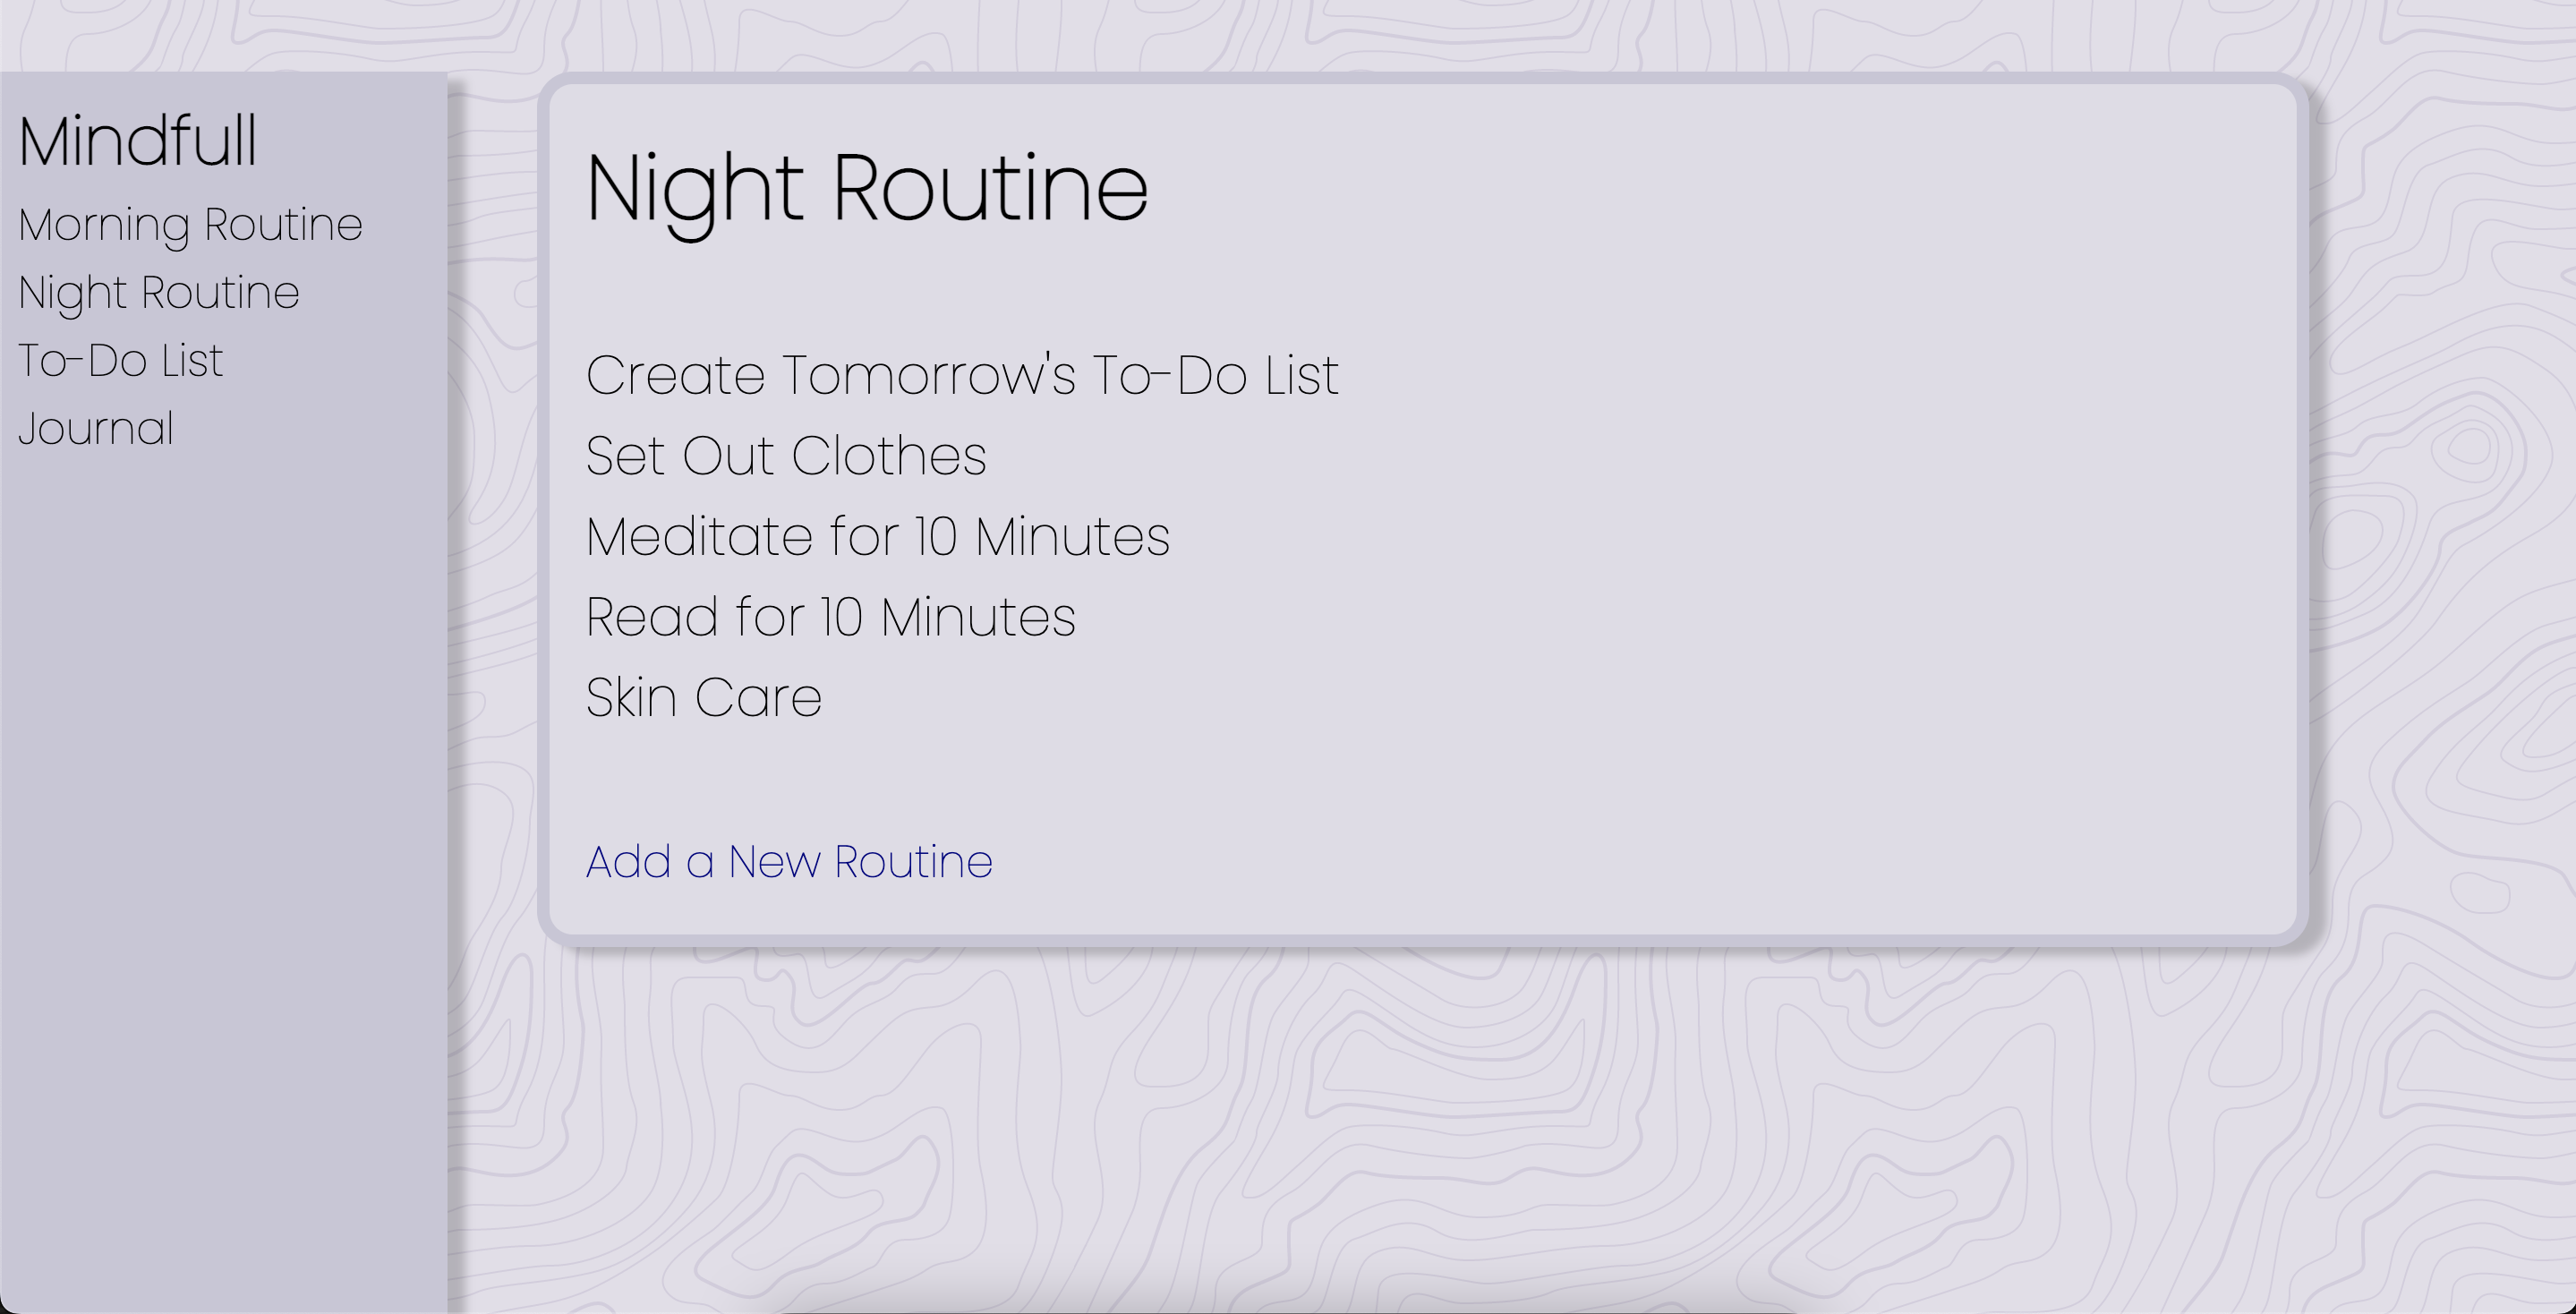 Mindfull
Morning Routine
Night Routine
To-Do List
Journal
Night Routine
Create Tomorrow's To-Do List
Set Out Clothes
Meditate for 10 Minutes
Read for 10 Minutes
Skin Care
Add a New Routine